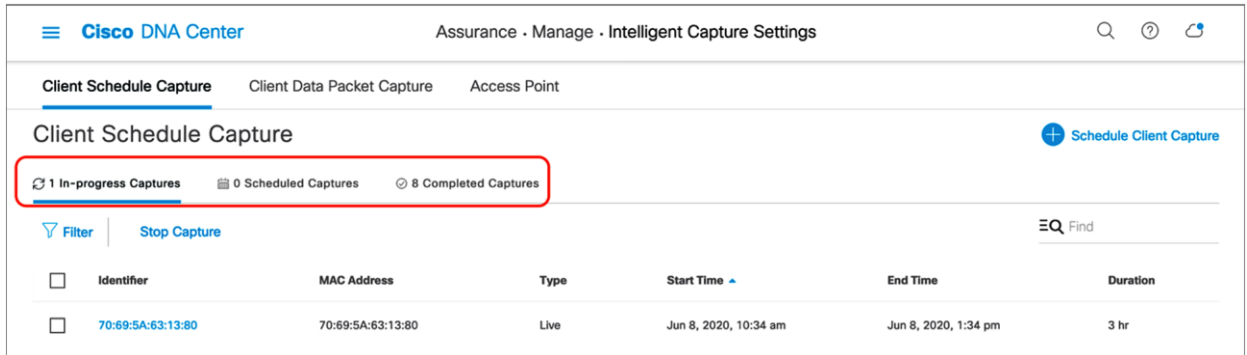 Cisco DNA Center
Assurance · Manage · Intelligent Capture Settings
Client Schedule Capture Client Data Packet Capture Access Point
Client Schedule Capture
Schedule Client Capture
1 In-progress Captures 0 Scheduled Captures 8 Completed Captures
Filter Stop Capture Find
Identifier MAC Address Type Start Time End Time Duration
70:69:5A:63:13:80 70:69:5A:63:13:80 Live Jun 8, 2020, 10:34 am Jun 8, 2020, 1:34 pm 3 hr